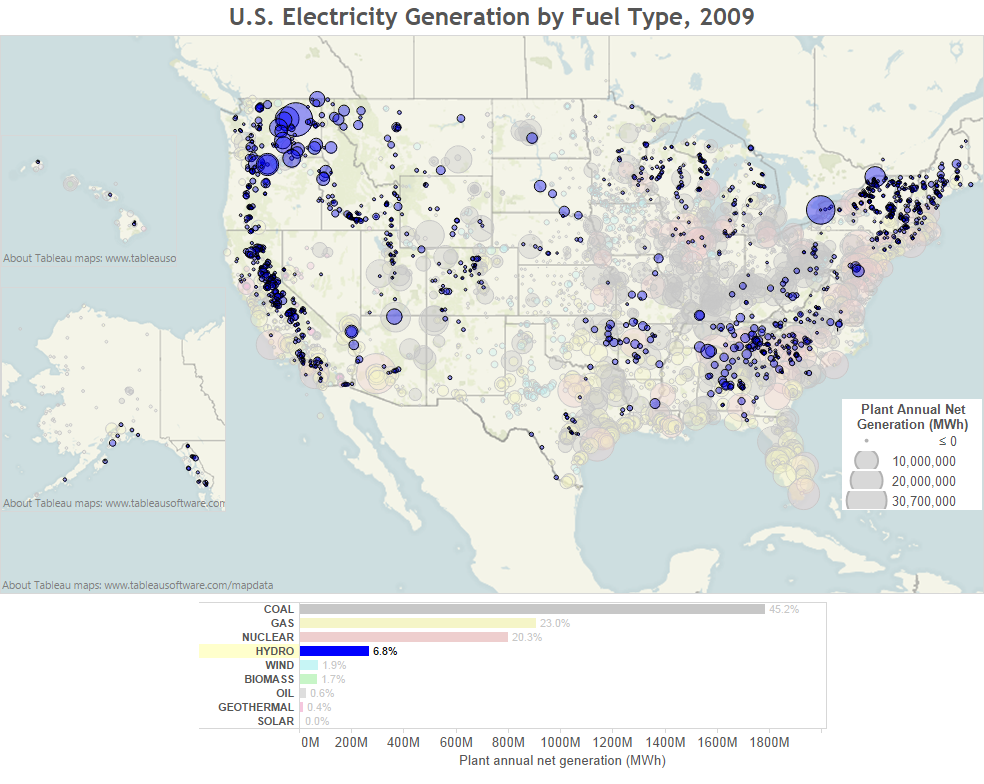 U.S. Electricity Generation by Fuel Type, 2009
About Tableau maps: www.tableauso
Plant Annual Net
Generation (MWh)
≤ 0
10,000,000
20,000,000
30,700,000
About Tableau maps: www.tableausoftware.com
About Tableau maps: www.tableausoftware.com/mapdata
COAL 45.2%
GAS 23.0%
NUCLEAR 20.3%
HYDRO 6.8%
WIND 1.9%
BIOMASS 1.7%
OIL 0.6%
GEOTHERMAL 0.4%
SOLAR 0.0%
0M 200M 400M 600M 800M 1000M 1200M 1400M 1600M 1800M
Plant annual net generation (MWh)